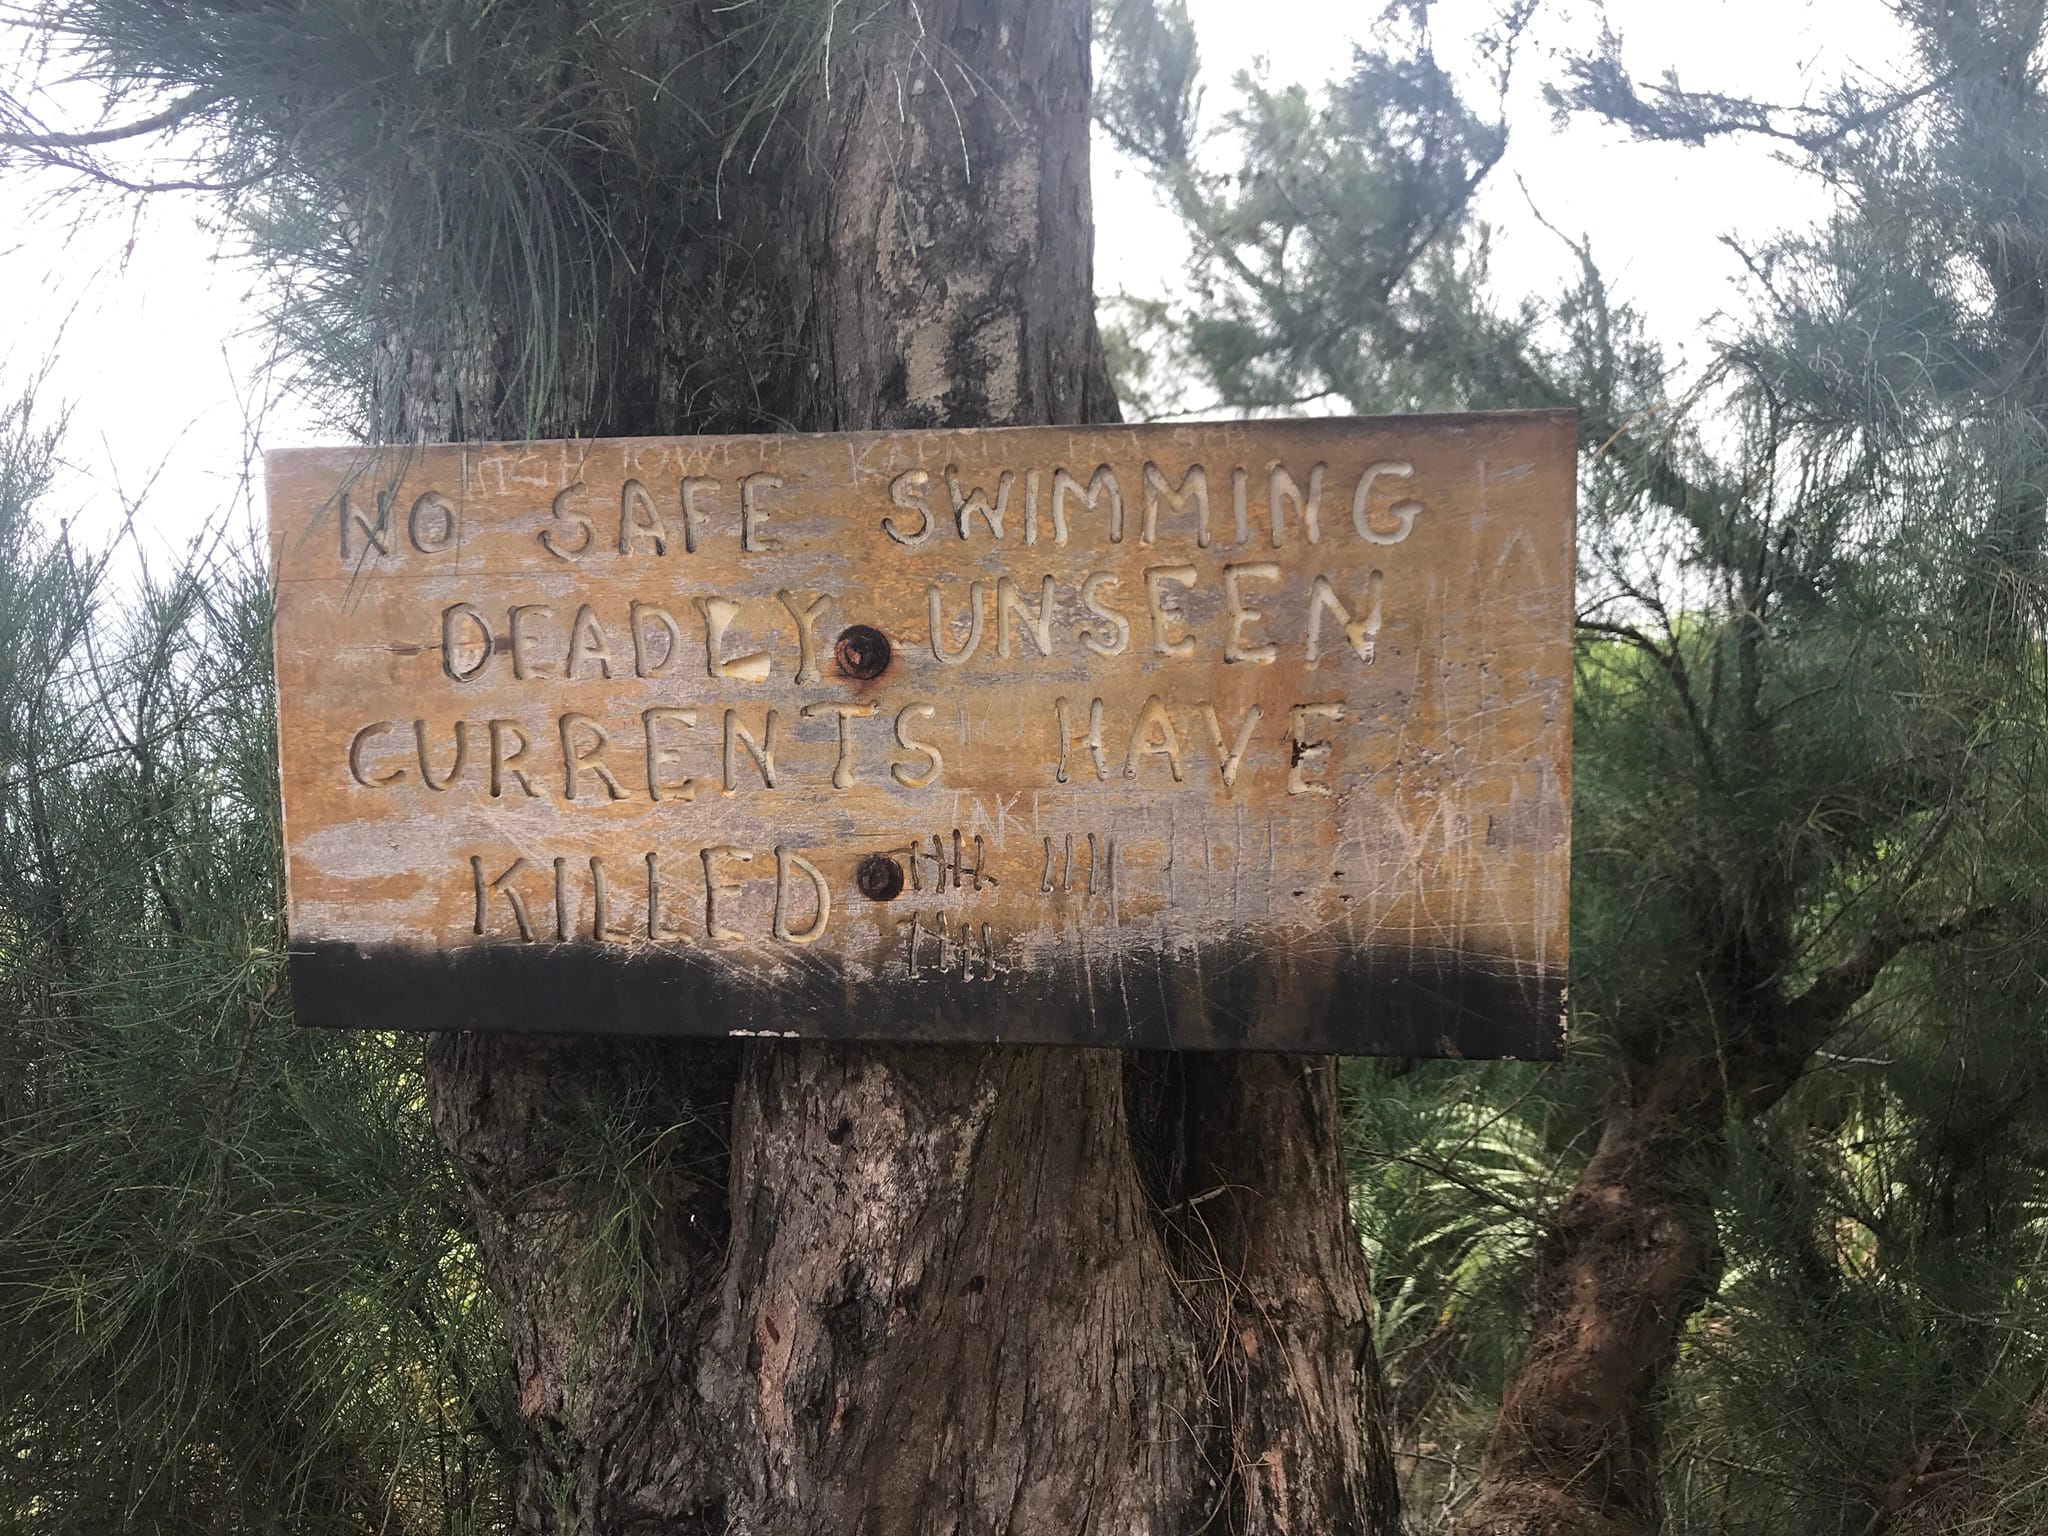 NO SAFE SWIMMING
DEADLY UNSEEN
CURRENTS HAVE
KILLED